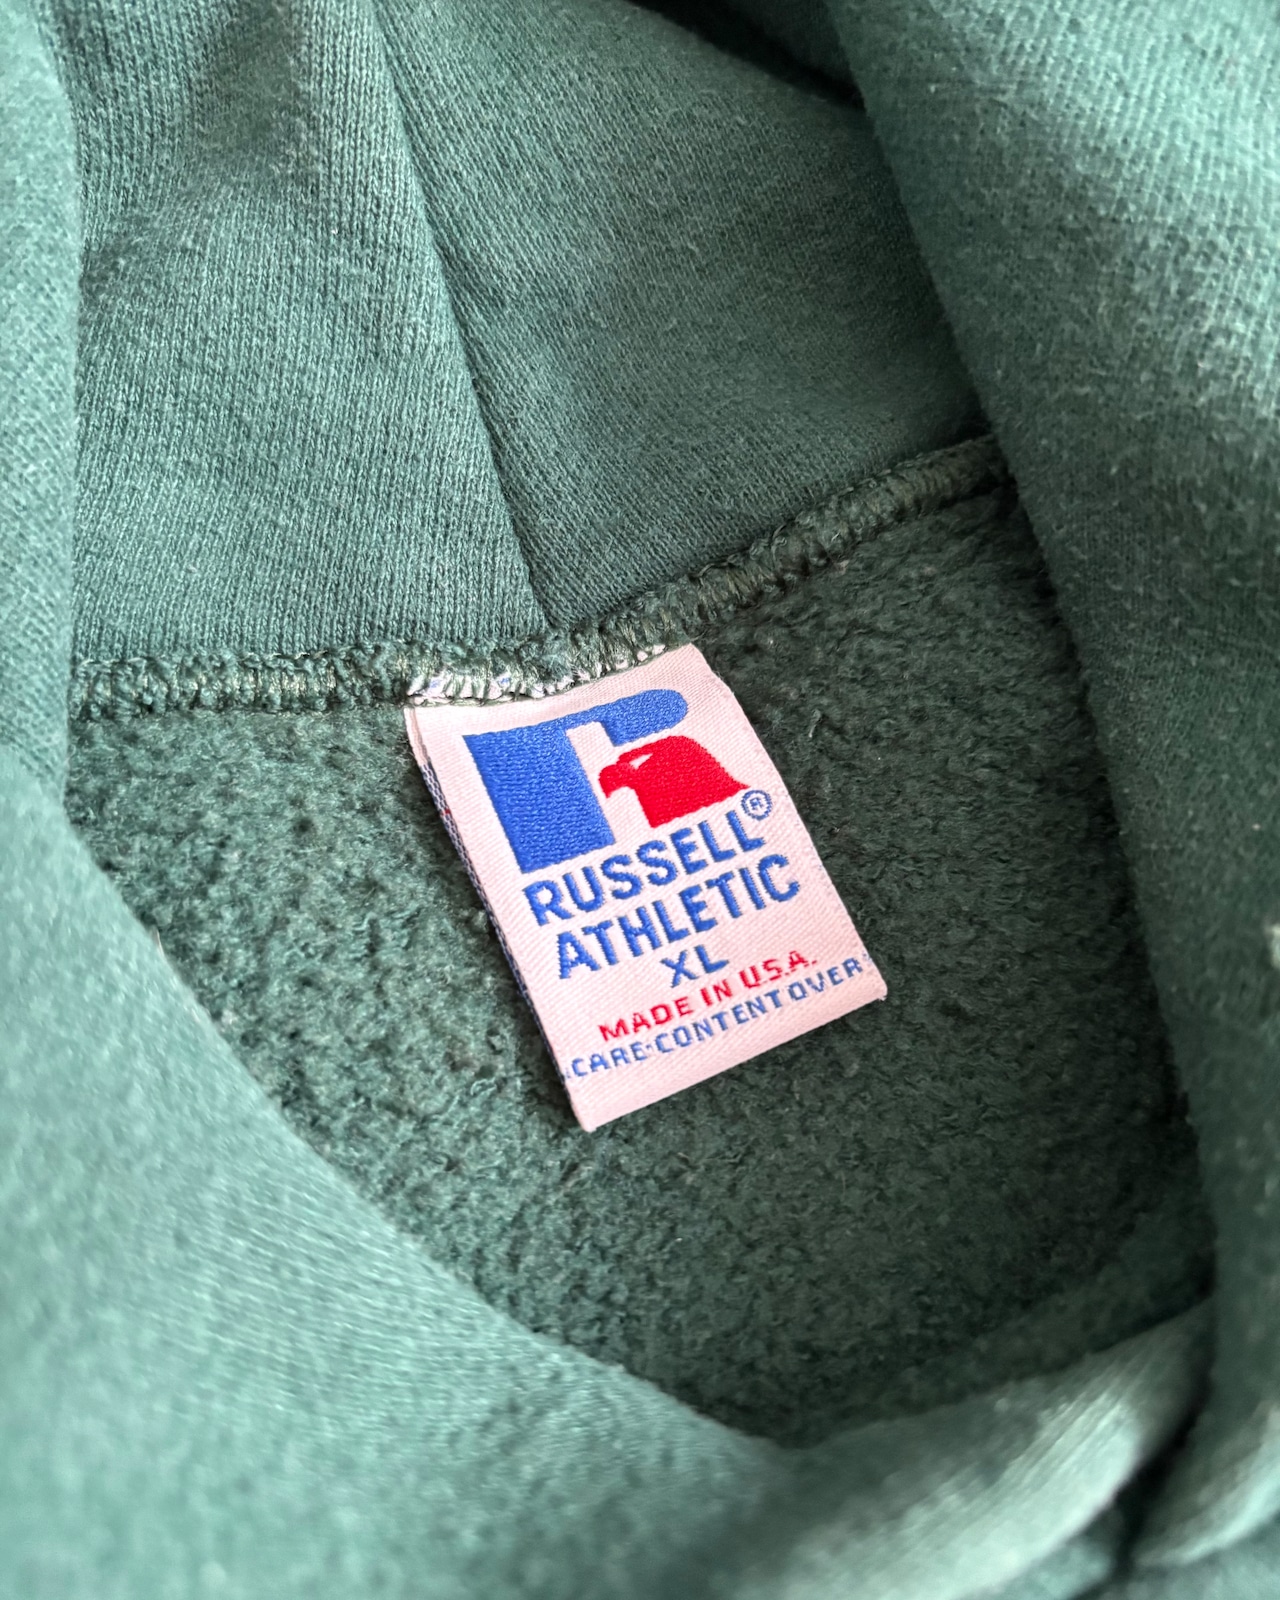 RUSSELL®
ATHLETIC
XL
MADE IN U.S.A.
CARE-CONTENT OVER